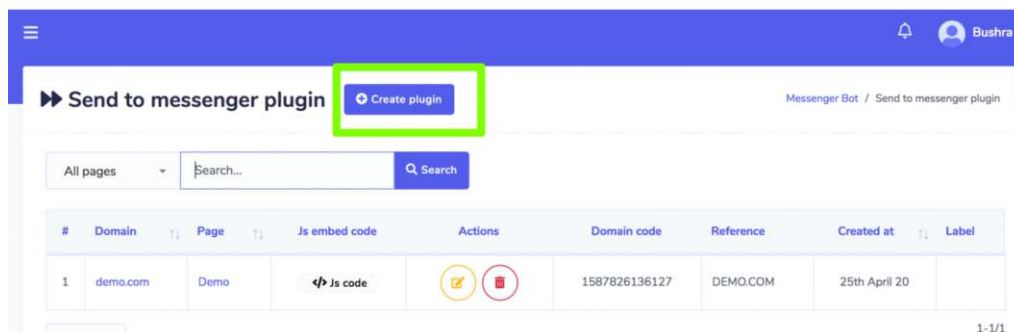 Bushra
Send to messenger plugin
Create plugin
Messenger Bot / Send to messenger plugin
All pages
Search...
Search
# Domain Page Js embed code Actions Domain code Reference Created at Label
1 demo.com Demo </> Js code 1587826136127 DEMO.COM 25th April 20
1-1/1